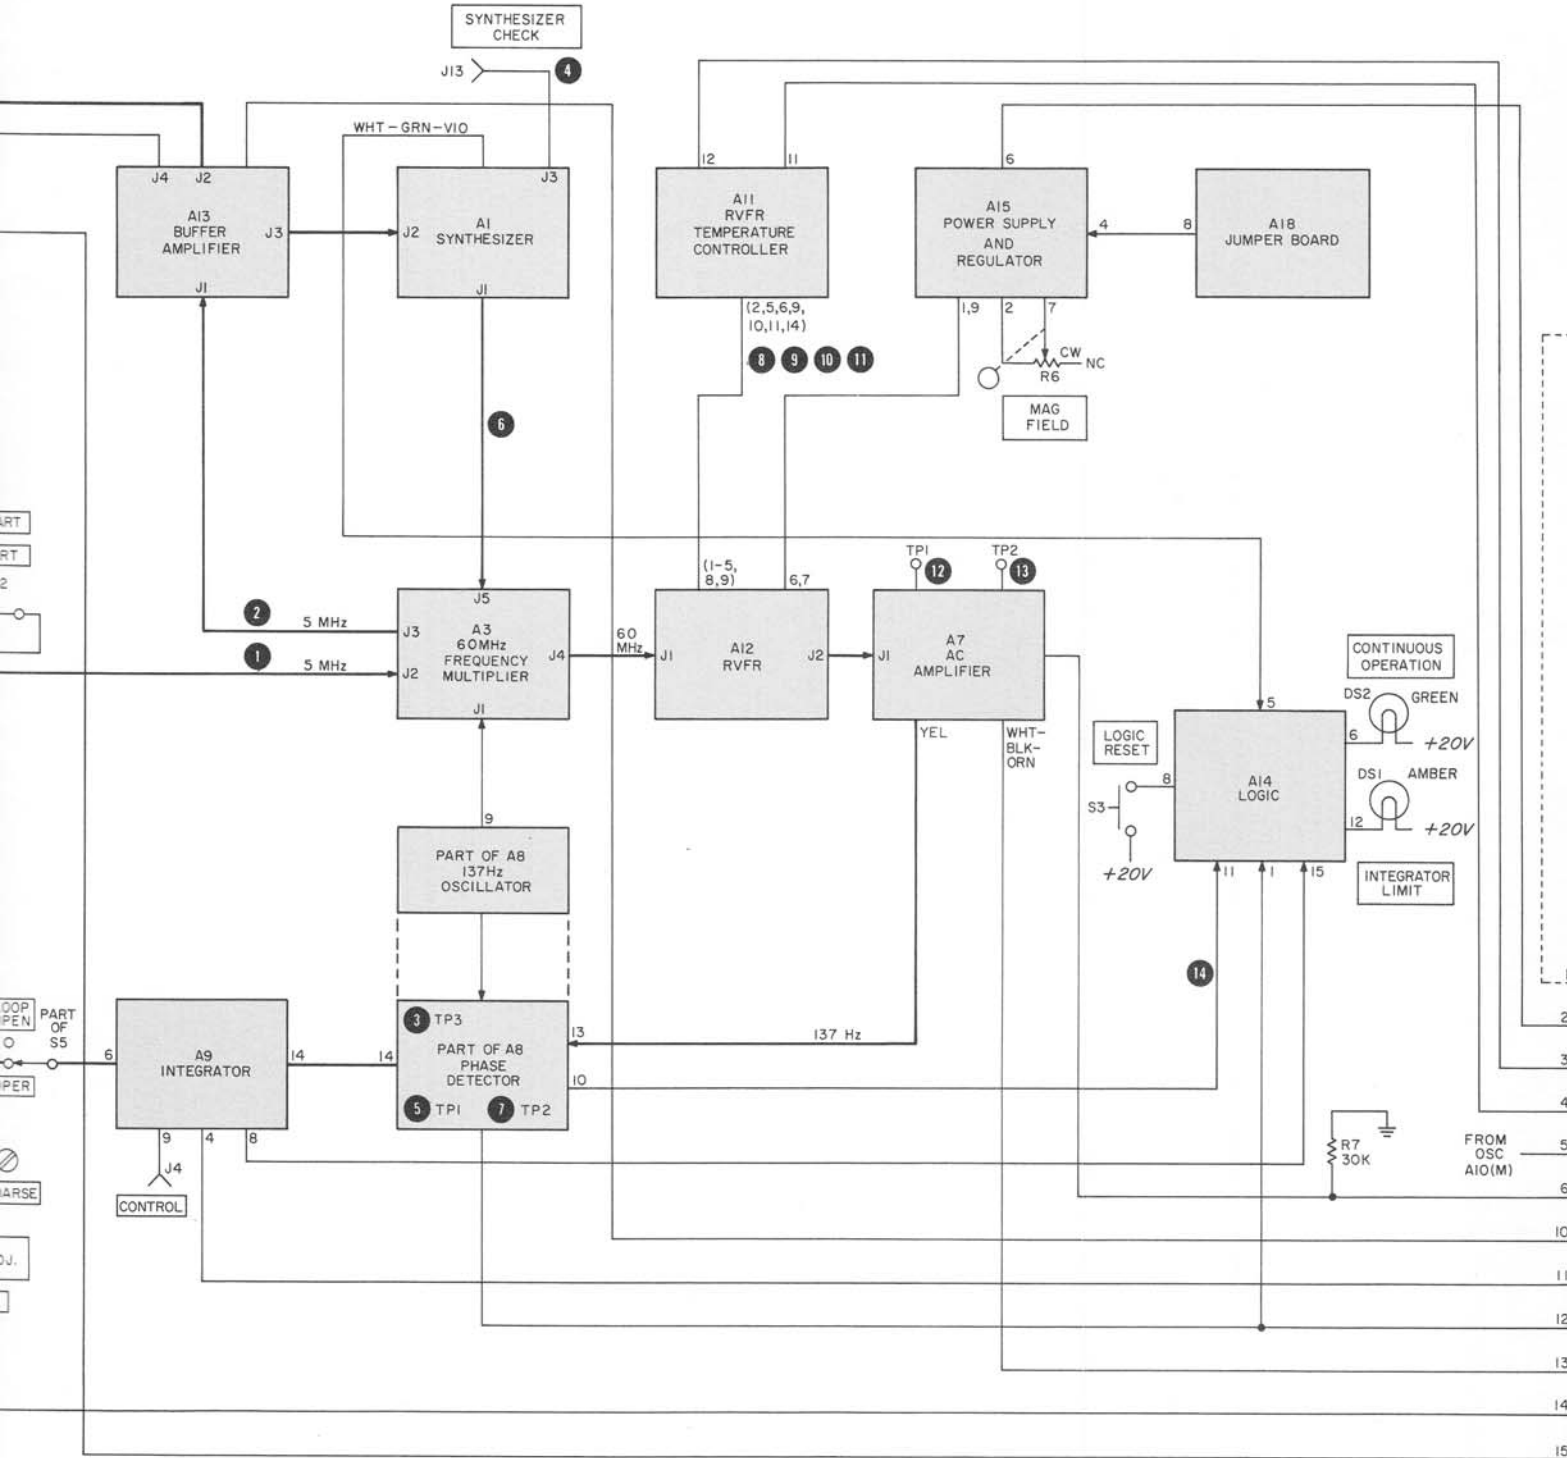 SYNTHESIZER
CHECK
J13
4
WHT-GRN-VIO
J4
J2
A13
BUFFER
AMPLIFIER
J3
J1
J3
A1
SYNTHESIZER
J2
J1
12
11
A11
RVFR
TEMPERATURE
CONTROLLER
(2,5,6,9,
10,11,14)
8
9
10
11
6
A15
POWER SUPPLY
AND
REGULATOR
4
1,9
2
7
CW
NC
R6
MAG
FIELD
8
A18
JUMPER BOARD
6
ART
RT
2
2
5 MHz
1
5 MHz
J5
J3
A3
60MHz
FREQUENCY
MULTIPLIER
J4
J2
J1
60
MHz
(1-5,
8,9)
6,7
J1
A12
RVFR
J2
TP1
12
TP2
13
J1
A7
AC
AMPLIFIER
YEL
WHT-
BLK-
ORN
CONTINUOUS
OPERATION
DS2
GREEN
6
+20V
DS1
AMBER
12
+20V
INTEGRATOR
LIMIT
LOGIC
RESET
8
S3
+20V
5
A14
LOGIC
11
1
15
14
9
PART OF A8
137Hz
OSCILLATOR
OOP
PEN
PART
OF
S5
PER
6
A9
INTEGRATOR
14
9
4
8
J4
CONTROL
14
3
TP3
PART OF A8
PHASE
DETECTOR
5
TP1
7
TP2
13
137 Hz
10
ARSE
DJ.
R7
30K
FROM
OSC
A10(M)
2
3
4
5
6
10
11
12
13
14
15